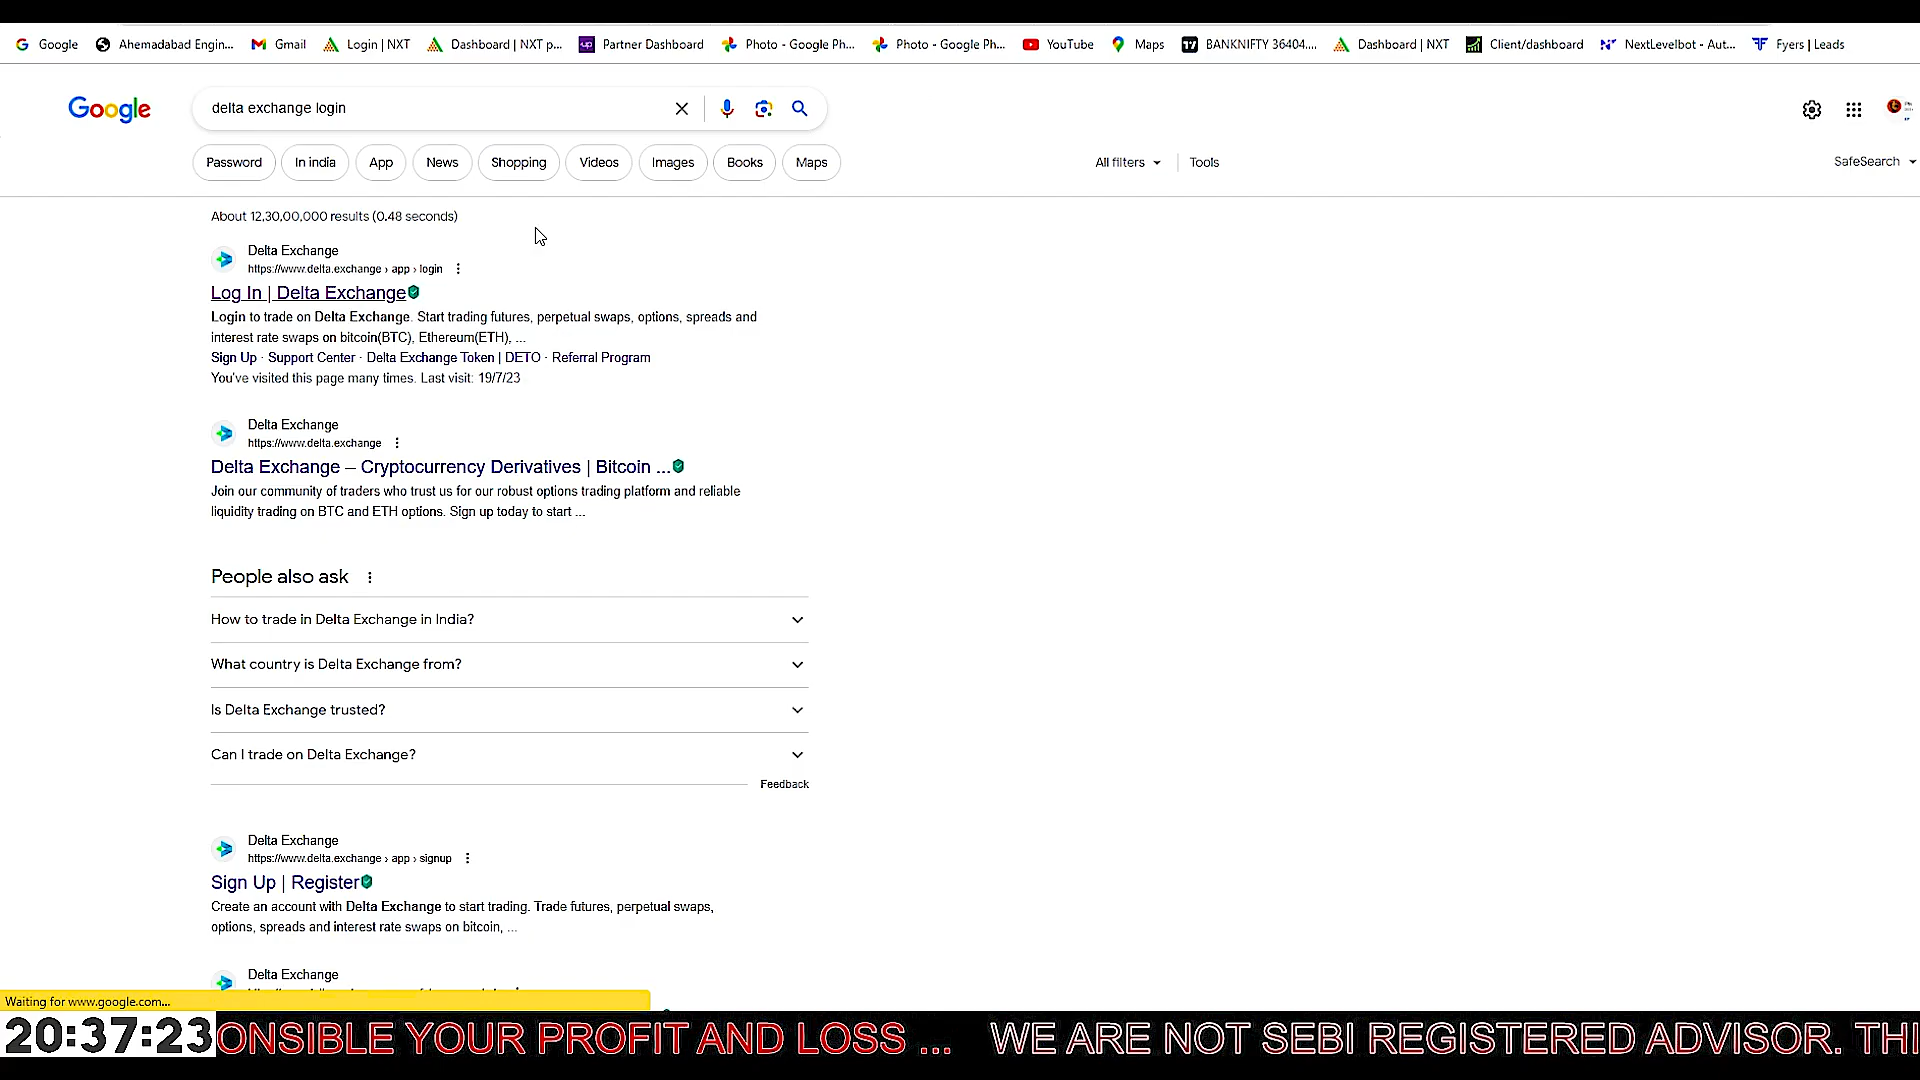 Google Ahemadabad Engin... Gmail Login | NXT Dashboard | NXT p... Partner Dashboard Photo - Google Ph... Photo - Google Ph... YouTube Maps BANKNIFTY 36404.... Dashboard | NXT Client/dashboard NextLevelbot - Aut... Fyers | Leads
Google delta exchange login
Password In india App News Shopping Videos Images Books Maps All filters Tools SafeSearch
About 12,30,00,000 results (0.48 seconds)
Delta Exchange
https://www.delta.exchange › app › login
Log In | Delta Exchange
Login to trade on Delta Exchange. Start trading futures, perpetual swaps, options, spreads and
interest rate swaps on bitcoin(BTC), Ethereum(ETH), ...
Sign Up · Support Center · Delta Exchange Token | DETO · Referral Program
You've visited this page many times. Last visit: 19/7/23
Delta Exchange
https://www.delta.exchange
Delta Exchange – Cryptocurrency Derivatives | Bitcoin ...
Join our community of traders who trust us for our robust options trading platform and reliable
liquidity trading on BTC and ETH options. Sign up today to start ...
People also ask
How to trade in Delta Exchange in India?
What country is Delta Exchange from?
Is Delta Exchange trusted?
Can I trade on Delta Exchange?
Feedback
Delta Exchange
https://www.delta.exchange › app › signup
Sign Up | Register
Create an account with Delta Exchange to start trading. Trade futures, perpetual swaps,
options, spreads and interest rate swaps on bitcoin, ...
Delta Exchange
Waiting for www.google.com...
20:37:23 ONSIBLE YOUR PROFIT AND LOSS ... WE ARE NOT SEBI REGISTERED ADVISOR. THI